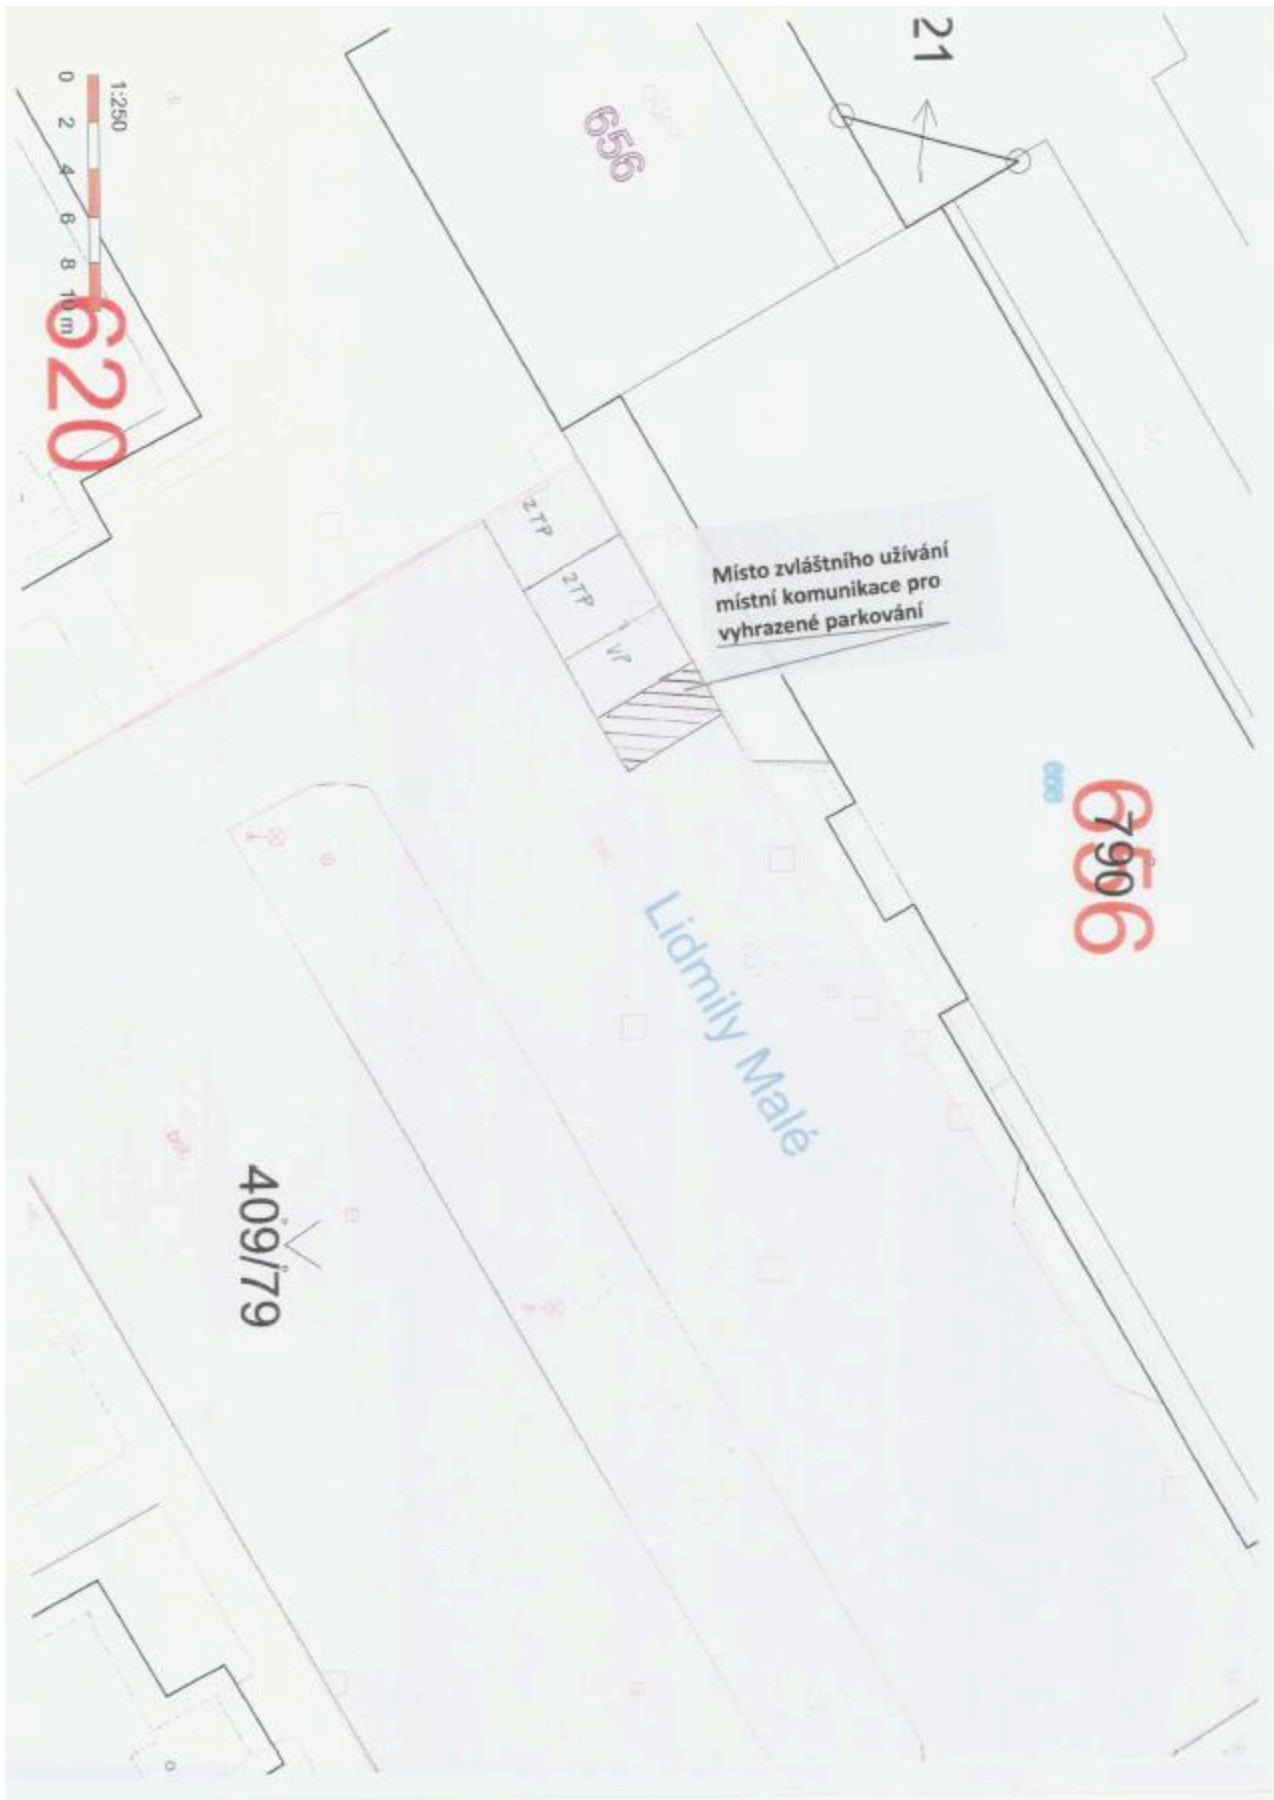 21
1:250
0 2 4 6 8 10 m
656
620
ZTP
ZTP
VP
Místo zvláštního užívání
místní komunikace pro
vyhrazené parkování
656
790
Lidmily Malé
409/79